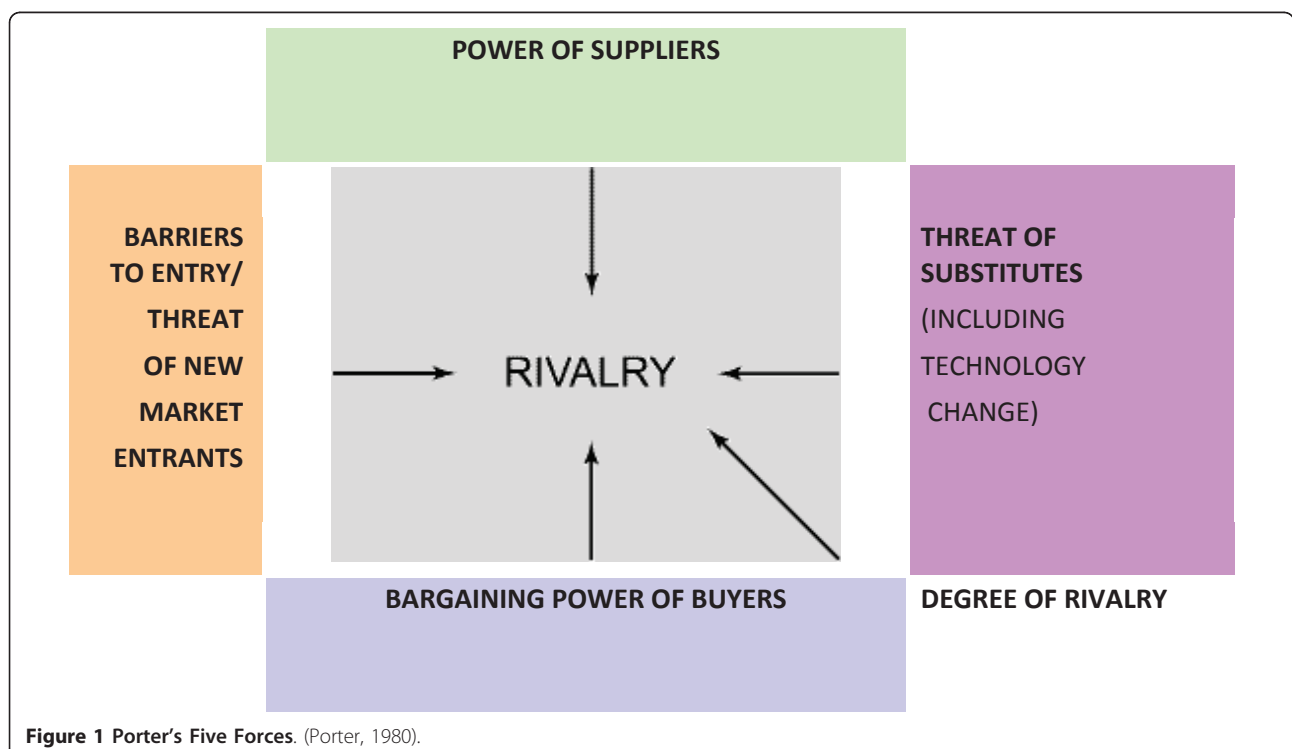 POWER OF SUPPLIERS
BARRIERS
TO ENTRY/
THREAT
OF NEW
MARKET
ENTRANTS
RIVALRY
THREAT OF
SUBSTITUTES
(INCLUDING
TECHNOLOGY
CHANGE)
BARGAINING POWER OF BUYERS
DEGREE OF RIVALRY
Figure 1 Porter's Five Forces. (Porter, 1980).